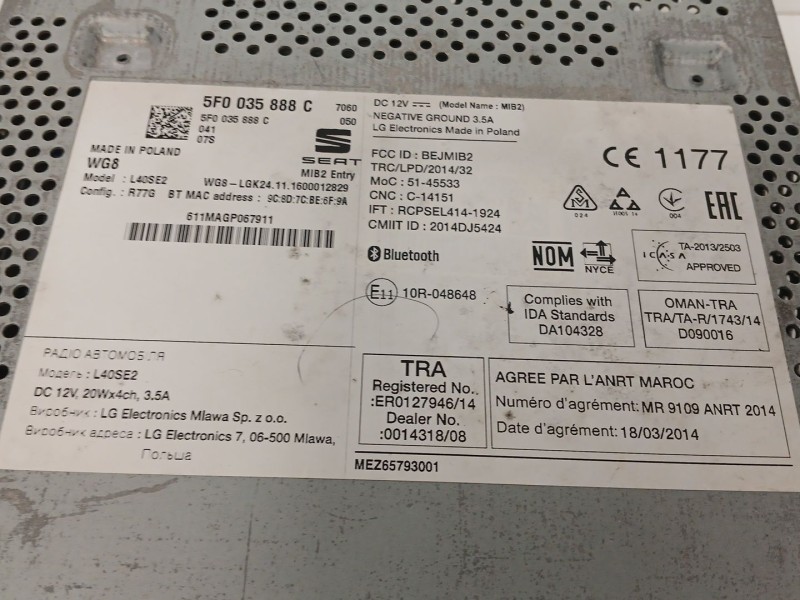 5F0 035 888 C
7060
5F0 035 888 C
050
041
07S
MADE IN POLAND
SEAT
WG8
MIB2 Entry
Model : L40SE2
WG8-LGK24.11.1600012829
Config. : R77G BT MAC address : 9C:8D:7C:BE:6F:9A
611MAGP067911
РАДІО АВТОМОБІЛЯ
Модель : L40SE2
DC 12V, 20Wx4ch, 3.5A
Виробник : LG Electronics Mlawa Sp. z o.o.
Виробник адреса : LG Electronics 7, 06-500 Mlawa,
Польша
DC 12V (Model Name : MIB2)
NEGATIVE GROUND 3.5A
LG Electronics Made in Poland
FCC ID : BEJMIB2
TRC/LPD/2014/32
MoC : 51-45533
CNC : C-14151
IFT : RCPSEL414-1924
CMIIT ID : 2014DJ5424
CE 1177
024
004
EAC
Bluetooth
NOM
NYCE
ICASA
TA-2013/2503
APPROVED
E11 10R-048648
Complies with
IDA Standards
DA104328
OMAN-TRA
TRA/TA-R/1743/14
D090016
TRA
Registered No.
:ER0127946/14
Dealer No.
:0014318/08
AGREE PAR L'ANRT MAROC
Numéro d'agrément: MR 9109 ANRT 2014
Date d'agrément: 18/03/2014
MEZ65793001